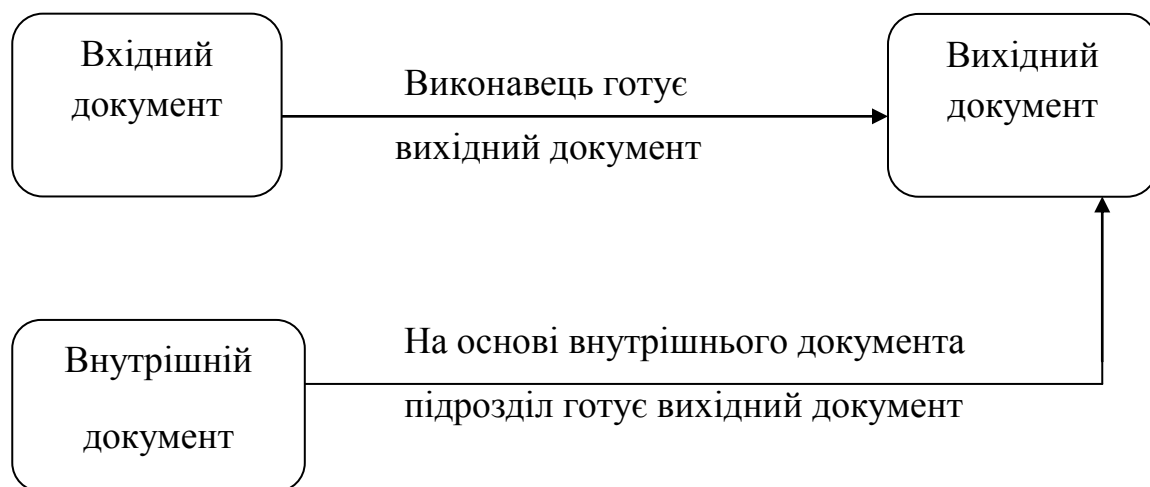 Вхідний
документ
Виконавець готує
вихідний документ
Вихідний
документ
Внутрішній
документ
На основі внутрішнього документа
підрозділ готує вихідний документ